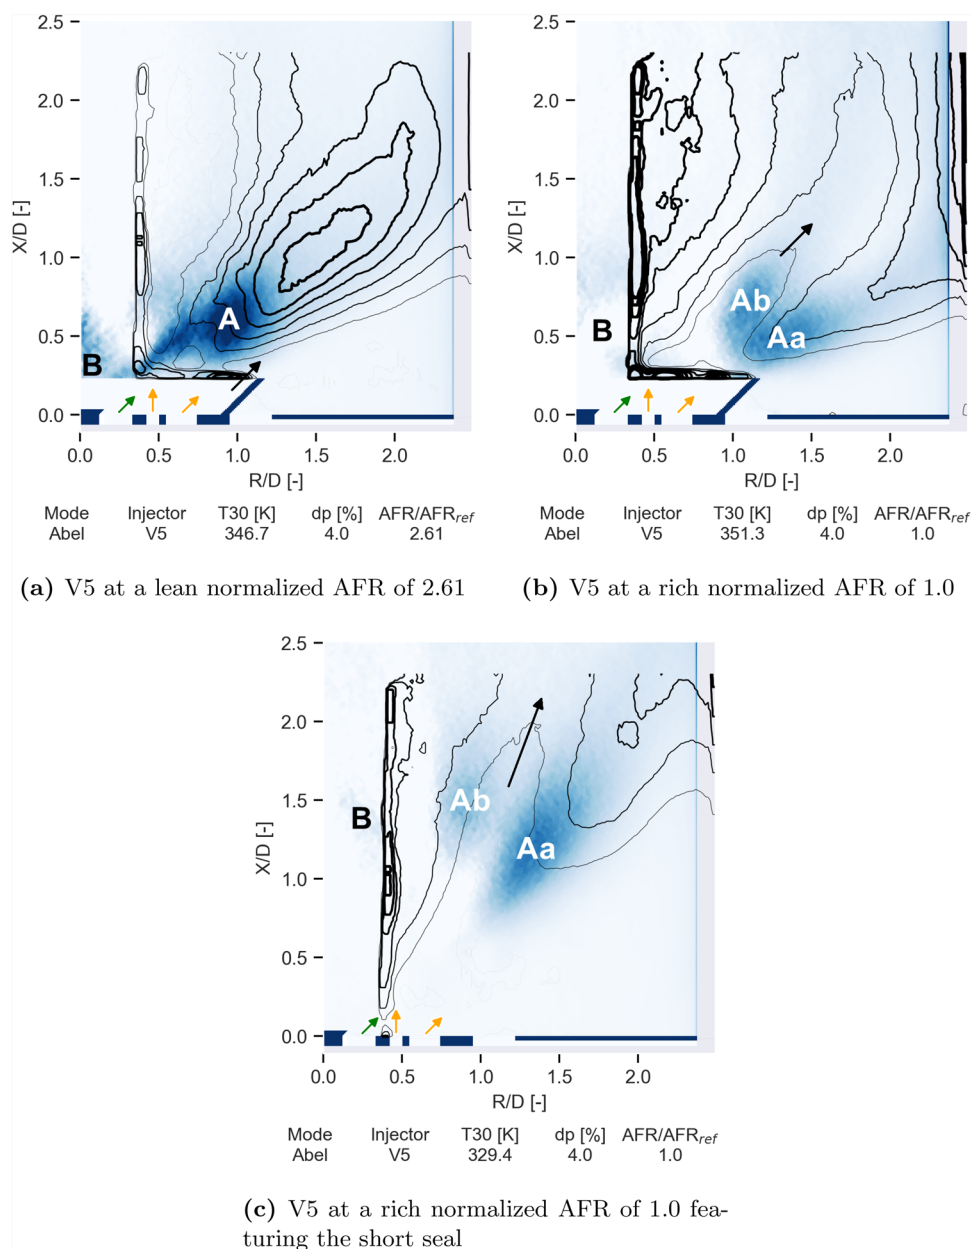 2.5
2.0
1.5
1.0
0.5
0.0
X/D [-]
A
B
0.0 0.5 1.0 1.5 2.0
R/D [-]
Mode Injector T30 [K] dp [%] AFR/AFRref
Abel V5 346.7 4.0 2.61
(a) V5 at a lean normalized AFR of 2.61
2.5
2.0
1.5
1.0
0.5
0.0
X/D [-]
Ab
Aa
B
0.0 0.5 1.0 1.5 2.0
R/D [-]
Mode Injector T30 [K] dp [%] AFR/AFRref
Abel V5 351.3 4.0 1.0
(b) V5 at a rich normalized AFR of 1.0
2.5
2.0
1.5
1.0
0.5
0.0
X/D [-]
Ab
B
Aa
0.0 0.5 1.0 1.5 2.0
R/D [-]
Mode Injector T30 [K] dp [%] AFR/AFRref
Abel V5 329.4 4.0 1.0
(c) V5 at a rich normalized AFR of 1.0 fea-
turing the short seal